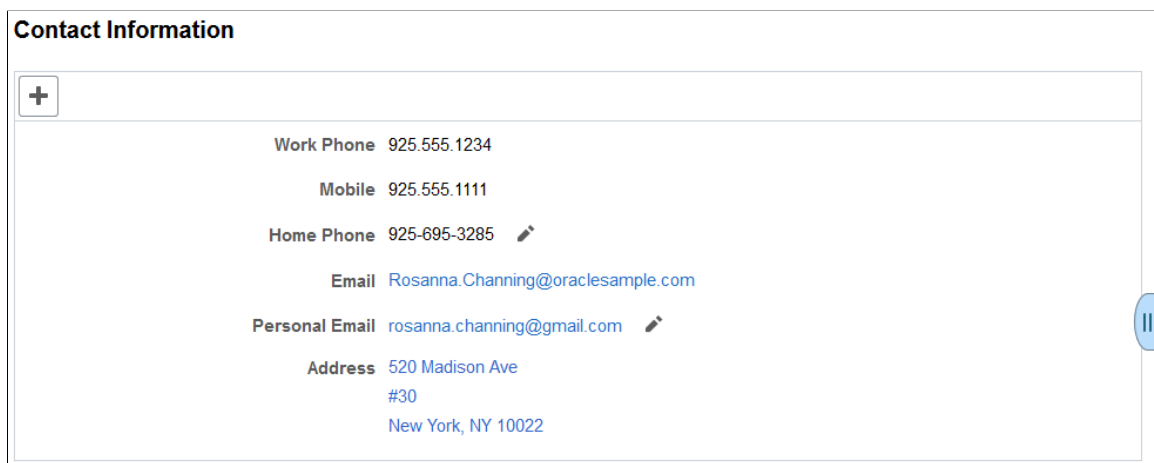 Contact Information
Work Phone 925.555.1234
Mobile 925.555.1111
Home Phone 925-695-3285
Email Rosanna.Channing@oraclesample.com
Personal Email rosanna.channing@gmail.com
Address 520 Madison Ave
#30
New York, NY 10022